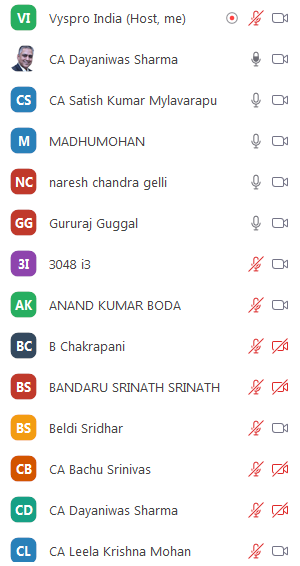 VI Vyspro India (Host, me)
CA Dayaniwas Sharma
CS CA Satish Kumar Mylavarapu
M MADHUMOHAN
NC naresh chandra gelli
GG Gururaj Guggal
3I 3048 i3
AK ANAND KUMAR BODA
BC B Chakrapani
BS BANDARU SRINATH SRINATH
BS Beldi Sridhar
CB CA Bachu Srinivas
CD CA Dayaniwas Sharma
CL CA Leela Krishna Mohan